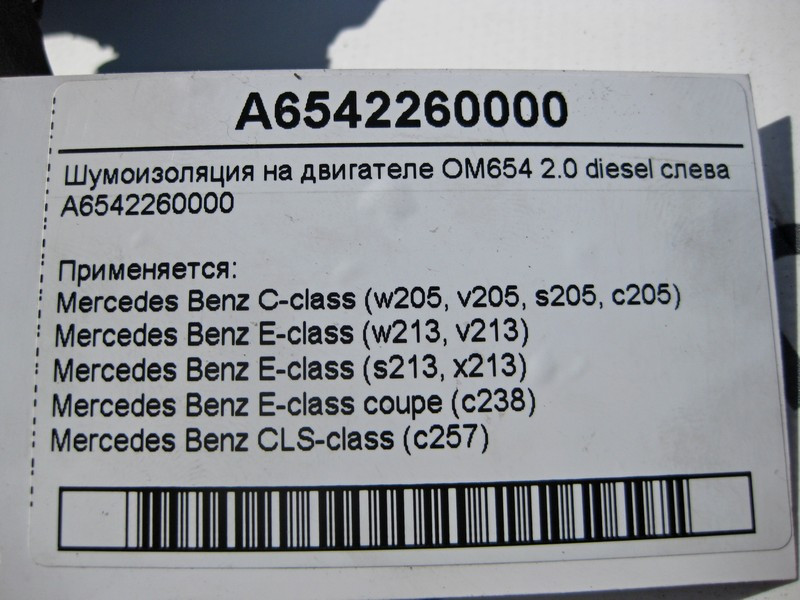 A6542260000
Шумоизоляция на двигателе OM654 2.0 diesel слева
A6542260000
Применяется:
Mercedes Benz C-class (w205, v205, s205, c205)
Mercedes Benz E-class (w213, v213)
Mercedes Benz E-class (s213, x213)
Mercedes Benz E-class coupe (c238)
Mercedes Benz CLS-class (c257)